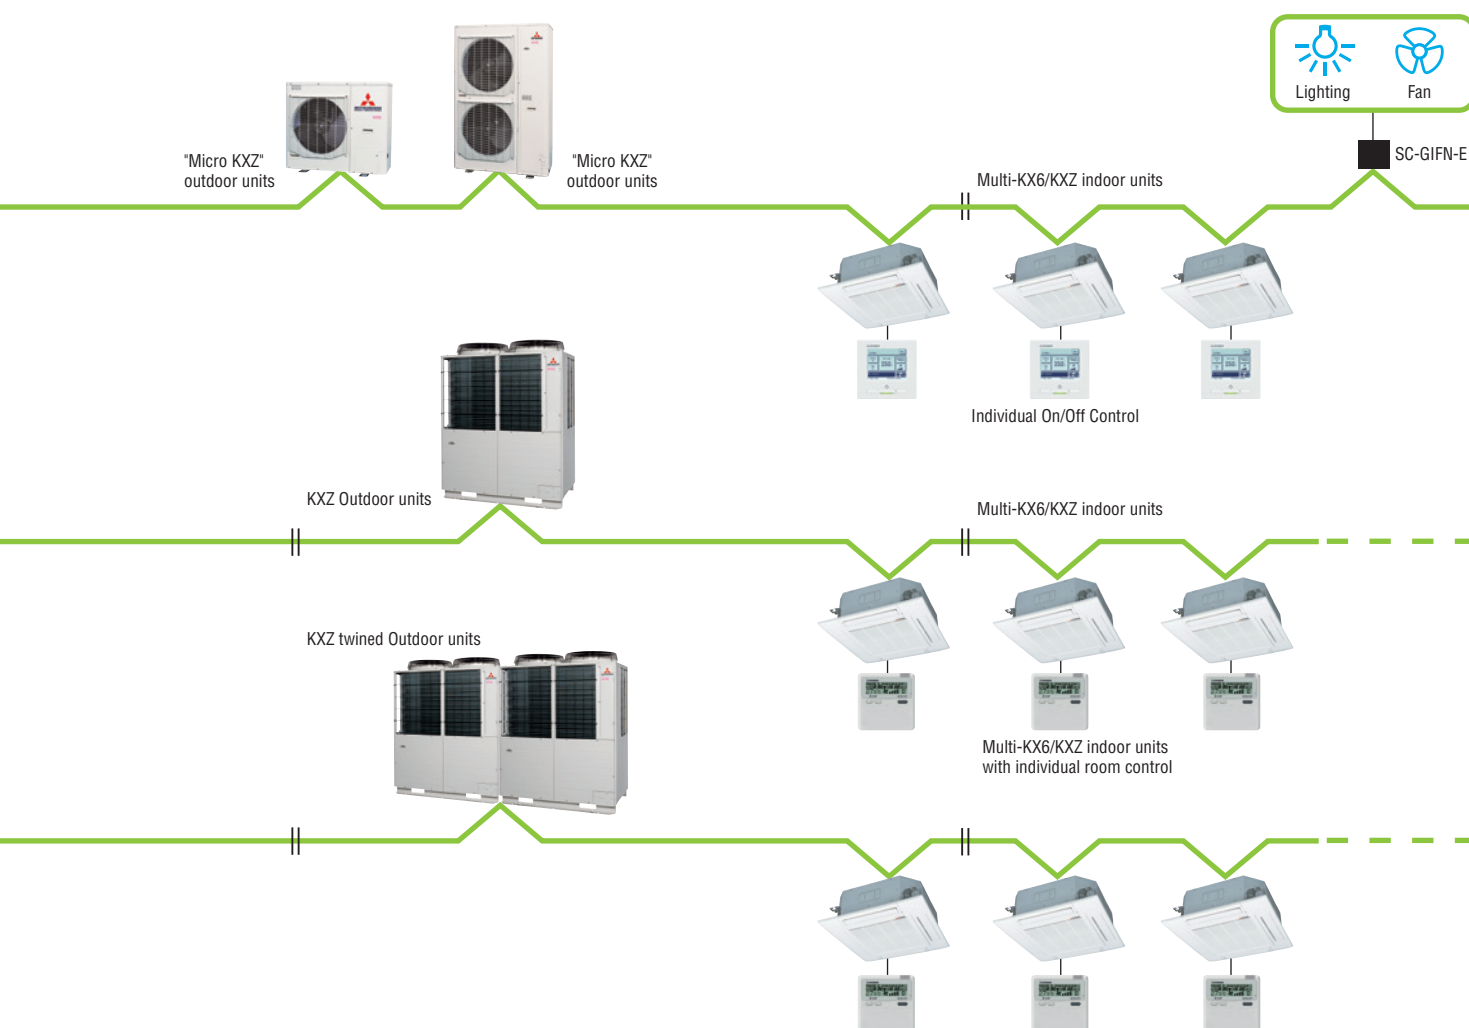 Lighting
Fan
SC-GIFN-E
"Micro KXZ"
outdoor units
"Micro KXZ"
outdoor units
Multi-KX6/KXZ indoor units
Individual On/Off Control
KXZ Outdoor units
Multi-KX6/KXZ indoor units
KXZ twined Outdoor units
Multi-KX6/KXZ indoor units
with individual room control